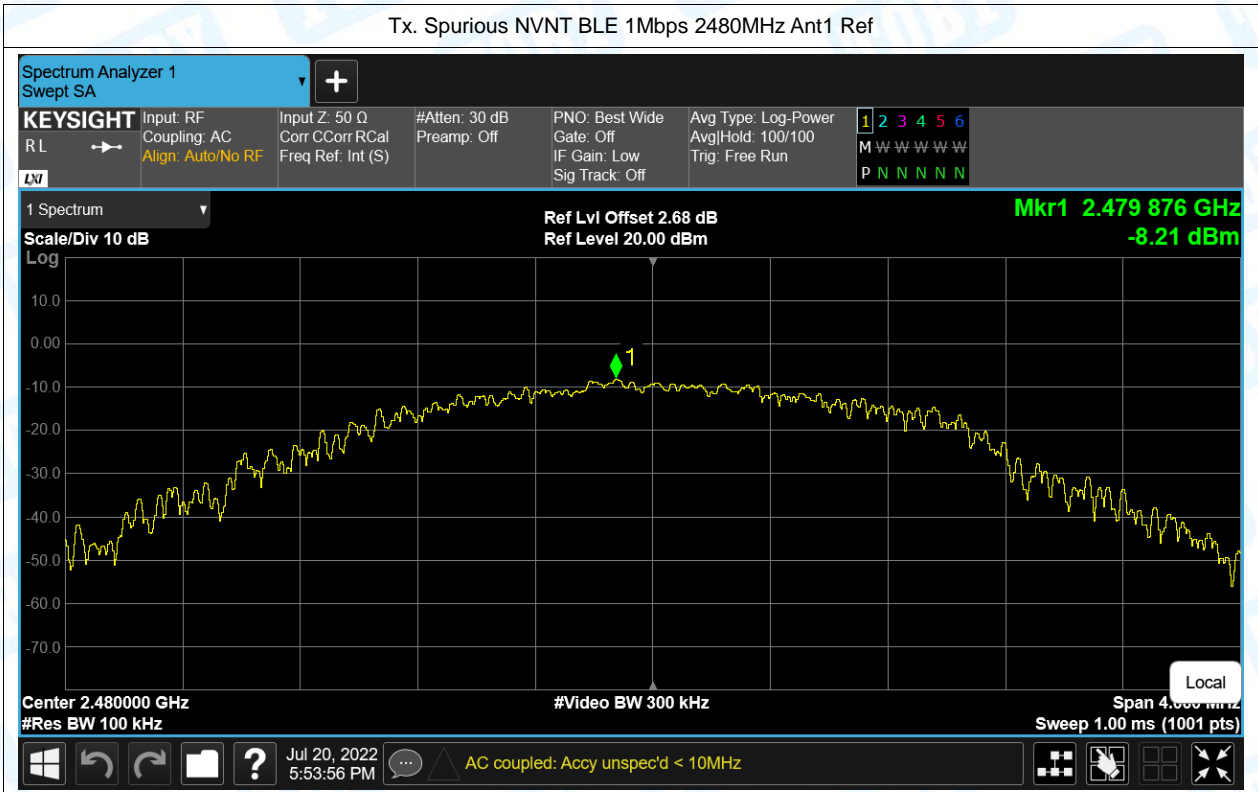 Tx. Spurious NVNT BLE 1Mbps 2480MHz Ant1 Ref
Spectrum Analyzer 1
Swept SA
KEYSIGHT
RL
LXI
Input: RF
Coupling: AC
Align: Auto/No RF
Input Z: 50 Ω
Corr CCorr RCal
Freq Ref: Int (S)
#Atten: 30 dB
Preamp: Off
PNO: Best Wide
Gate: Off
IF Gain: Low
Sig Track: Off
Avg Type: Log-Power
Avg|Hold: 100/100
Trig: Free Run
1 2 3 4 5 6
M W W W W W
P N N N N N
1 Spectrum
Scale/Div 10 dB
Log
Ref Lvl Offset 2.68 dB
Ref Level 20.00 dBm
Mkr1 2.479 876 GHz
-8.21 dBm
10.0
0.00
1
-10.0
-20.0
-30.0
-40.0
-50.0
-60.0
-70.0
Local
Center 2.480000 GHz
#Video BW 300 kHz
Span
#Res BW 100 kHz
Sweep 1.00 ms (1001 pts)
?
Jul 20, 2022
5:53:56 PM
AC coupled: Accy unspec'd < 10MHz